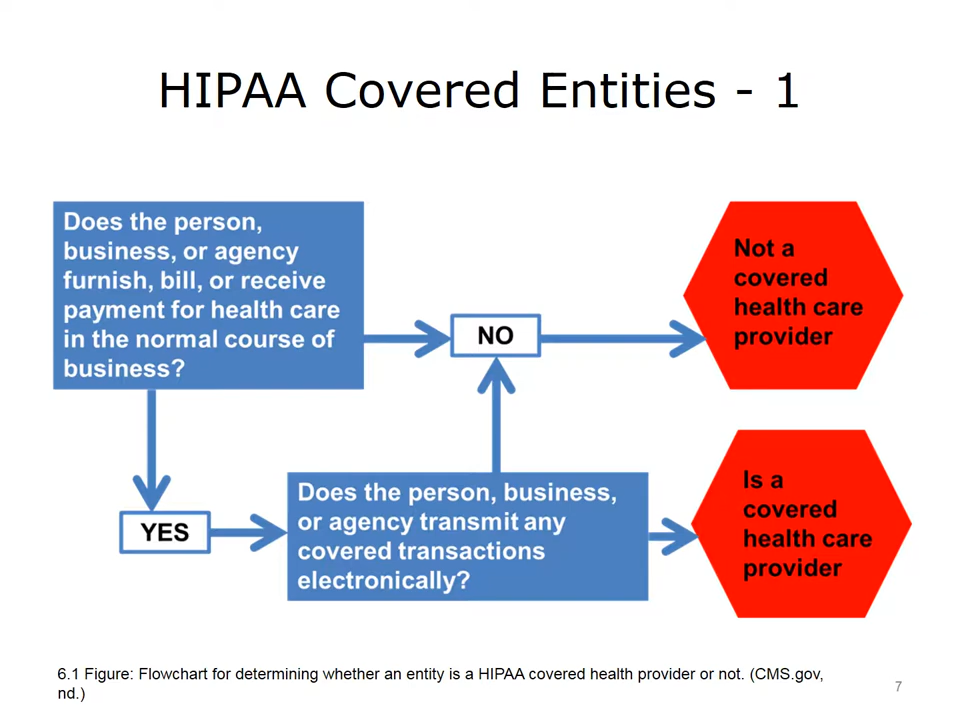 HIPAA Covered Entities - 1
Does the person,
business, or agency
furnish, bill, or receive
payment for health care
in the normal course of
business?
NO
Not a
covered
health care
provider
YES
Does the person, business,
or agency transmit any
covered transactions
electronically?
Is a
covered
health care
provider
6.1 Figure: Flowchart for determining whether an entity is a HIPAA covered health provider or not. (CMS.gov,
nd.)
7